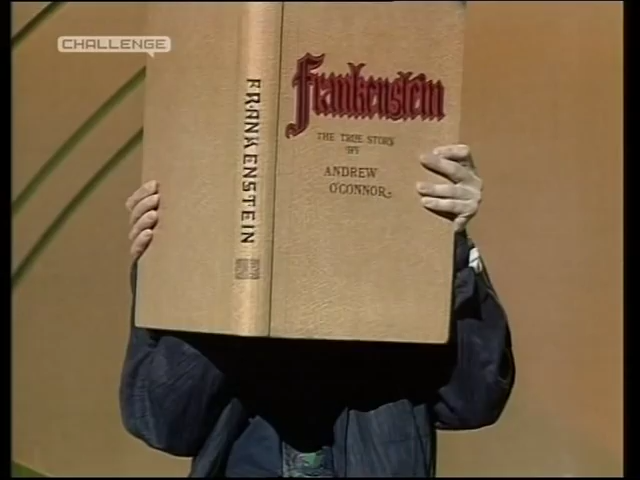 CHALLENGE
FRANKENSTEIN
Frankenstein
THE TRUE STORY
BY
ANDREW
O'CONNOR